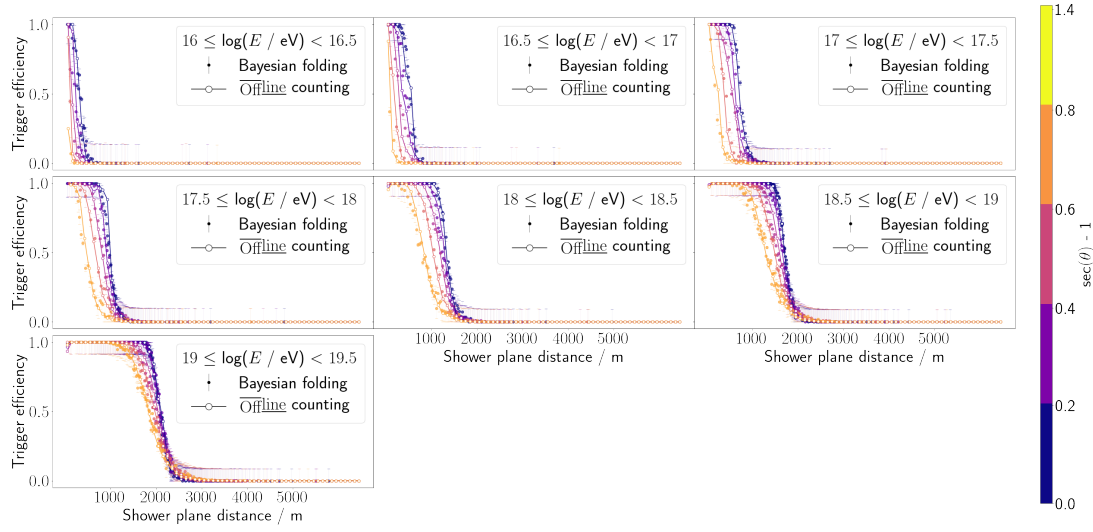 16 ≤ log(E / eV) < 16.5
Bayesian folding
Offline counting
16.5 ≤ log(E / eV) < 17
Bayesian folding
Offline counting
17 ≤ log(E / eV) < 17.5
Bayesian folding
Offline counting
Trigger efficiency
1.0
0.5
0.0
17.5 ≤ log(E / eV) < 18
Bayesian folding
Offline counting
18 ≤ log(E / eV) < 18.5
Bayesian folding
Offline counting
18.5 ≤ log(E / eV) < 19
Bayesian folding
Offline counting
Trigger efficiency
1.0
0.5
0.0
1000 2000 3000 4000 5000
Shower plane distance / m
1000 2000 3000 4000 5000
Shower plane distance / m
19 ≤ log(E / eV) < 19.5
Bayesian folding
Offline counting
Trigger efficiency
1.0
0.5
0.0
1000 2000 3000 4000 5000
Shower plane distance / m
1.4
0.8
0.6
0.4
0.2
0.0
sec(θ) - 1